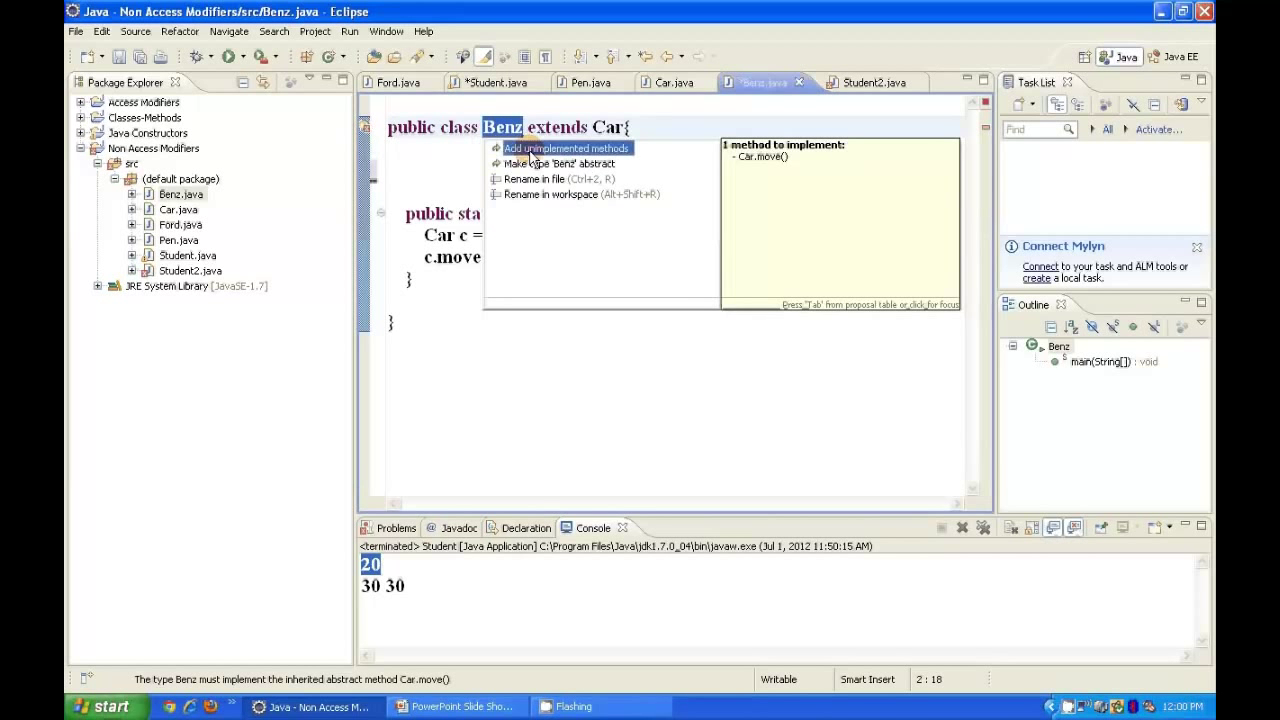 Java - Non Access Modifiers/src/Benz.java - Eclipse
File Edit Source Refactor Navigate Search Project Run Window Help
Java Java EE
Package Explorer
Ford.java *Student.java Pen.java Car.java *Benz.java Student2.java
Task List
Access Modifiers
Classes-Methods
Java Constructors
Non Access Modifiers
src
(default package)
Benz.java
Car.java
Ford.java
Pen.java
Student.java
Student2.java
JRE System Library [JavaSE-1.7]
public class Benz extends Car{
Add unimplemented methods
Make type 'Benz' abstract
Rename in file (Ctrl+2, R)
Rename in workspace (Alt+Shift+R)
1 method to implement:
- Car.move()
Press 'Tab' from proposal table or click for focus
public sta
Car c =
c.move
}
}
Find All Activate...
Connect Mylyn
Connect to your task and ALM tools or
create a local task.
Outline
Benz
main(String[]) : void
Problems Javadoc Declaration Console
<terminated> Student [Java Application] C:\Program Files\Java\jdk1.7.0_04\bin\javaw.exe (Jul 1, 2012 11:50:15 AM)
20
30 30
The type Benz must implement the inherited abstract method Car.move()
Writable Smart Insert 2 : 18
start Java - Non Access M... PowerPoint Slide Sho... Flashing 12:00 PM